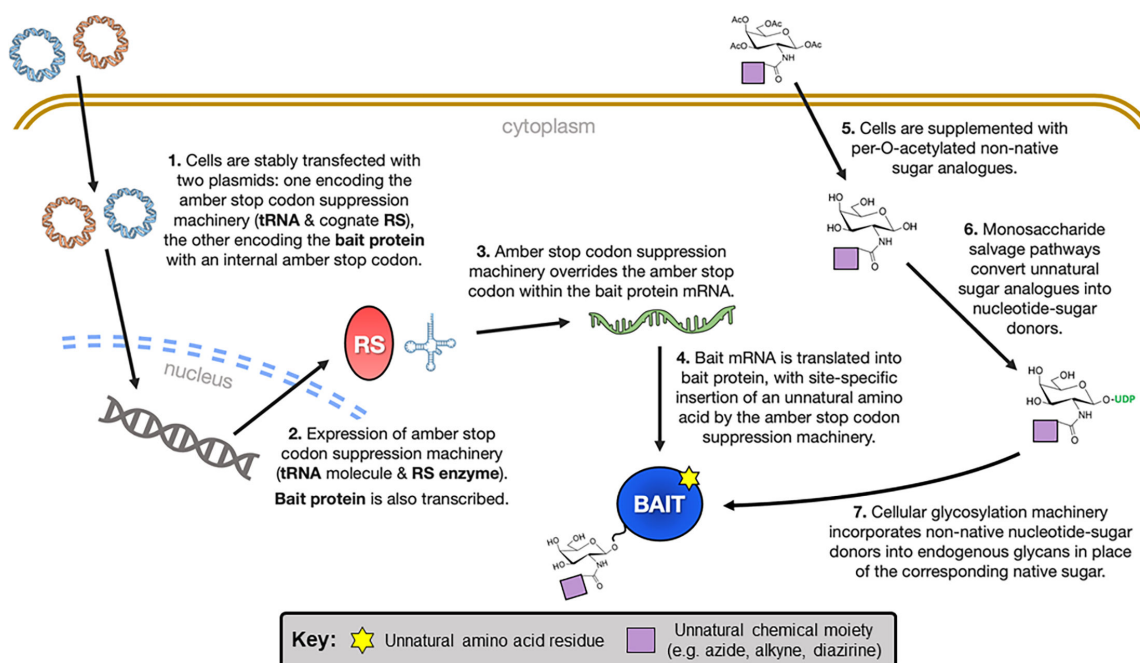 OAc
OAc
AcO
O
AcO
OAc
NH
O
cytoplasm
1. Cells are stably transfected with
two plasmids: one encoding the
amber stop codon suppression
machinery (tRNA & cognate RS),
the other encoding the bait protein
with an internal amber stop codon.
5. Cells are supplemented with
per-O-acetylated non-native
sugar analogues.
HO
OH
O
HO
OH
NH
O
6. Monosaccharide
salvage pathways
convert unnatural
sugar analogues into
nucleotide-sugar
donors.
3. Amber stop codon suppression
machinery overrides the amber stop
codon within the bait protein mRNA.
RS
nucleus
4. Bait mRNA is translated into
bait protein, with site-specific
insertion of an unnatural amino
acid by the amber stop codon
suppression machinery.
HO
OH
O
HO
O-UDP
NH
O
2. Expression of amber stop
codon suppression machinery
(tRNA molecule & RS enzyme).
Bait protein is also transcribed.
BAIT
7. Cellular glycosylation machinery
incorporates non-native nucleotide-sugar
donors into endogenous glycans in place
of the corresponding native sugar.
HO
OH
O
O
HO
NH
O
Key:
Unnatural amino acid residue
Unnatural chemical moiety
(e.g. azide, alkyne, diazirine)